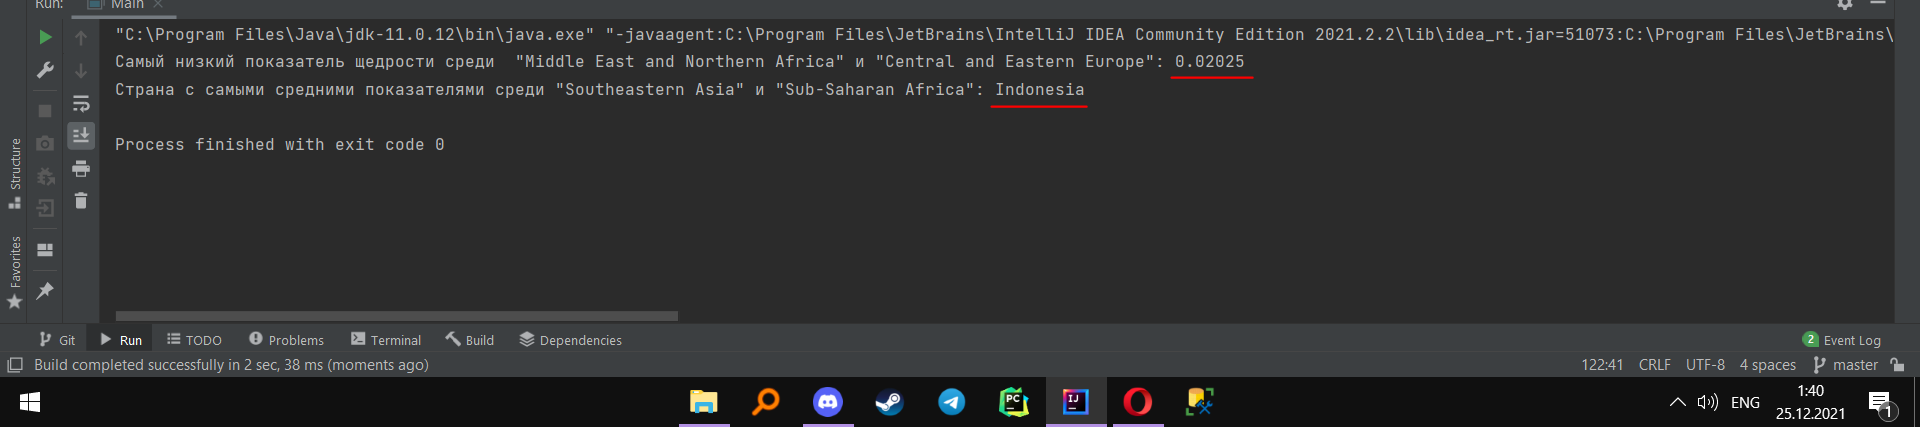 Run: Main
"C:\Program Files\Java\jdk-11.0.12\bin\java.exe" "-javaagent:C:\Program Files\JetBrains\IntelliJ IDEA Community Edition 2021.2.2\lib\idea_rt.jar=51073:C:\Program Files\JetBrains\
Самый низкий показатель щедрости среди  "Middle East and Northern Africa" и "Central and Eastern Europe": 0.02025
Страна с самыми средними показателями среди "Southeastern Asia" и "Sub-Saharan Africa": Indonesia
Process finished with exit code 0
Structure
Favorites
Git Run TODO Problems Terminal Build Dependencies 2 Event Log
Build completed successfully in 2 sec, 38 ms (moments ago) 122:41 CRLF UTF-8 4 spaces master
PC IJ ENG 1:40 1
25.12.2021